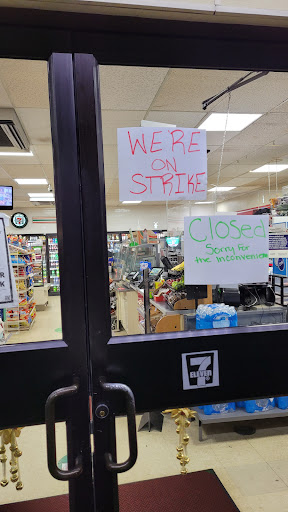 WE'RE
ON
STRIKE
Closed
Sorry For
the Inconvenience
7
ELEVEN